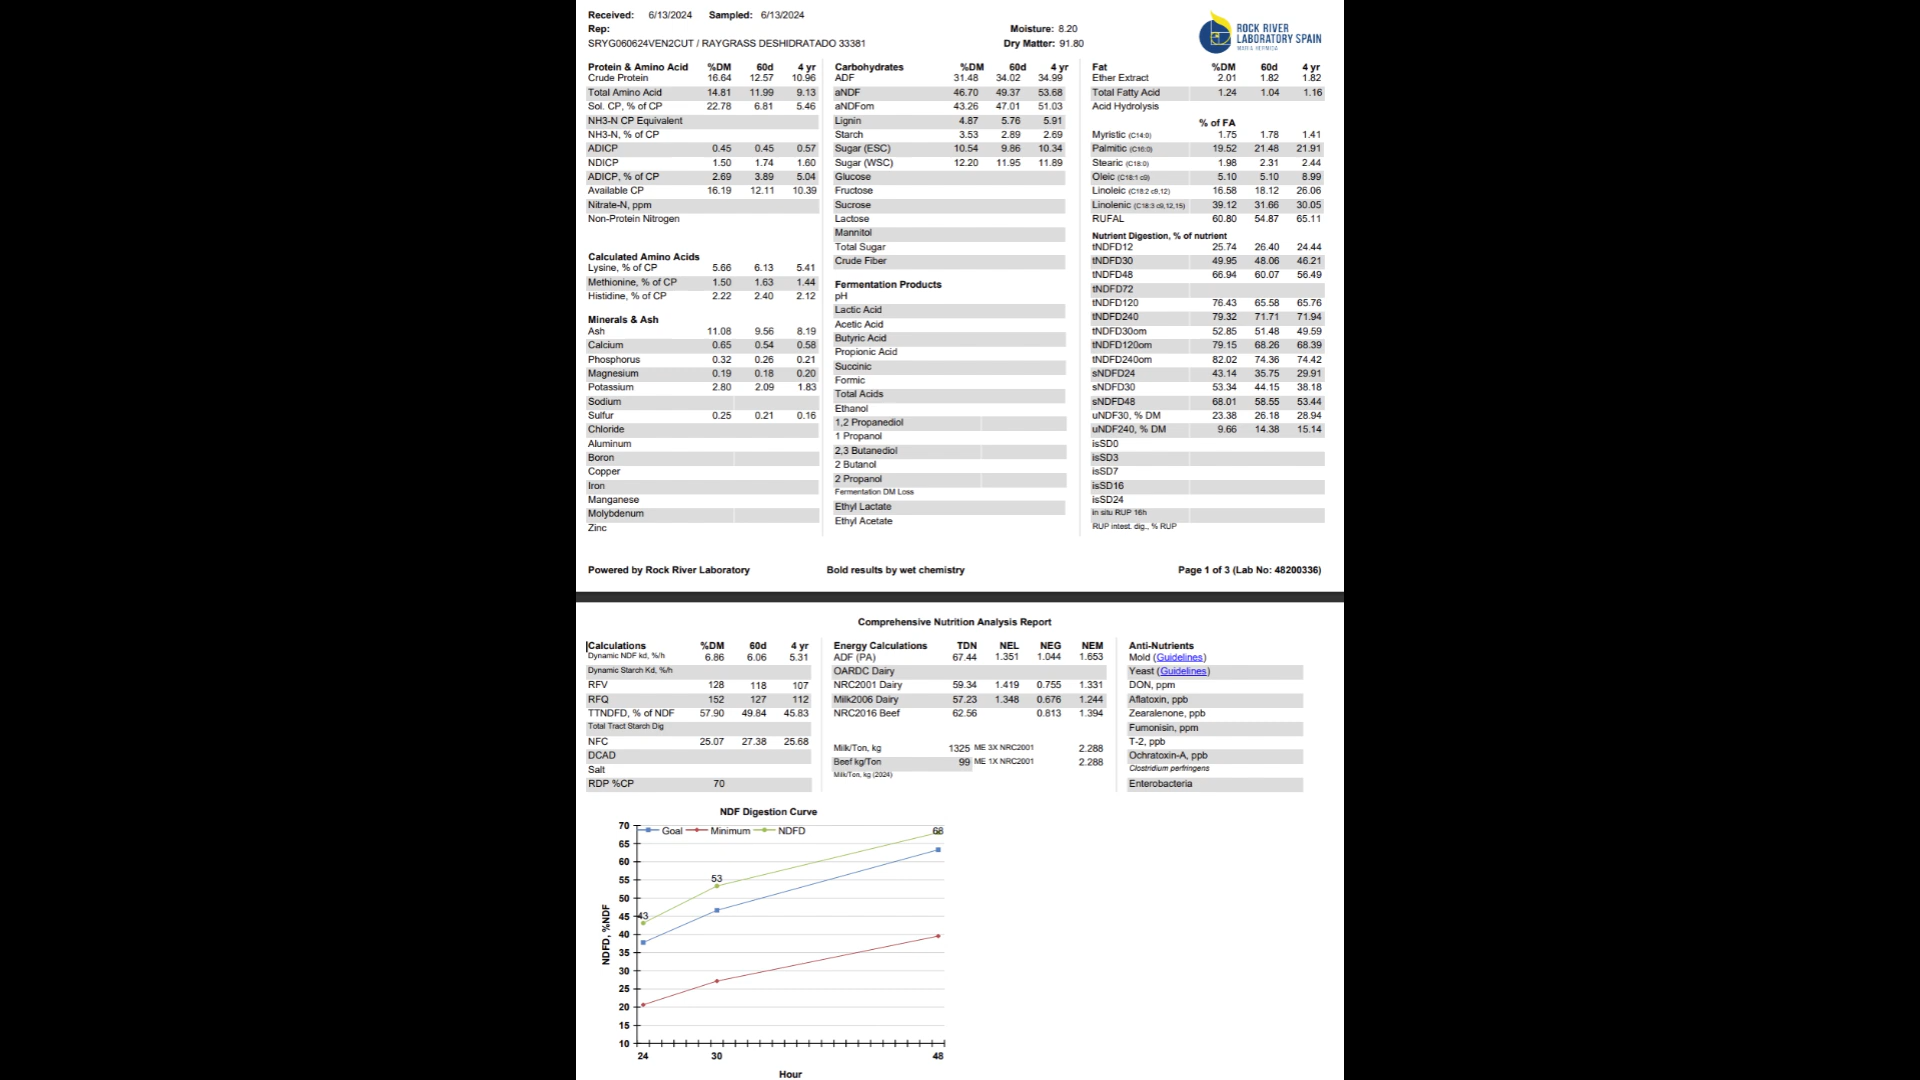 Received: 6/13/2024 Sampled: 6/13/2024
Rep:
Moisture: 8.20
SRYG060624VEN2CUT / RAYGRASS DESHIDRATADO 33381
Dry Matter: 91.80
ROCK RIVER
LABORATORY SPAIN
Protein & Amino Acid %DM 60d 4 yr
Crude Protein 16.64 12.57 10.96
Total Amino Acid 14.81 11.99 9.13
Sol. CP, % of CP 22.78 6.81 5.46
NH3-N CP Equivalent
NH3-N, % of CP
ADICP 0.45 0.45 0.57
NDICP 1.50 1.74 1.60
ADICP, % of CP 2.69 3.89 5.04
Available CP 16.19 12.11 10.39
Nitrate-N, ppm
Non-Protein Nitrogen
Calculated Amino Acids
Lysine, % of CP 5.66 6.13 5.41
Methionine, % of CP 1.50 1.63 1.44
Histidine, % of CP 2.22 2.40 2.12
Minerals & Ash
Ash 11.08 9.56 8.19
Calcium 0.65 0.54 0.58
Phosphorus 0.32 0.26 0.21
Magnesium 0.19 0.18 0.20
Potassium 2.80 2.09 1.83
Sodium
Sulfur 0.25 0.21 0.16
Chloride
Aluminum
Boron
Copper
Iron
Manganese
Molybdenum
Zinc
Carbohydrates %DM 60d 4 yr
ADF 31.48 34.02 34.99
aNDF 46.70 49.37 53.68
aNDFom 43.26 47.01 51.03
Lignin 4.87 5.76 5.91
Starch 3.53 2.89 2.69
Sugar (ESC) 10.54 9.86 10.34
Sugar (WSC) 12.20 11.95 11.89
Glucose
Fructose
Sucrose
Lactose
Mannitol
Total Sugar
Crude Fiber
Fermentation Products
pH
Lactic Acid
Acetic Acid
Butyric Acid
Propionic Acid
Succinic
Formic
Total Acids
Ethanol
1,2 Propanediol
1 Propanol
2,3 Butanediol
2 Butanol
2 Propanol
Fermentation DM Loss
Ethyl Lactate
Ethyl Acetate
Fat %DM 60d 4 yr
Ether Extract 2.01 1.82 1.82
Total Fatty Acid 1.24 1.04 1.16
Acid Hydrolysis
% of FA
Myristic (C14:0) 1.75 1.78 1.41
Palmitic (C16:0) 19.52 21.48 21.91
Stearic (C18:0) 1.98 2.31 2.44
Oleic (C18:1 c9) 5.10 5.10 8.99
Linoleic (C18:2 c9,12) 16.58 18.12 26.06
Linolenic (C18:3 c9,12,15) 39.12 31.66 30.05
RUFAL 60.80 54.87 65.11
Nutrient Digestion, % of nutrient
tNDFD12 25.74 26.40 24.44
tNDFD30 49.95 48.06 46.21
tNDFD48 66.94 60.07 56.49
tNDFD72
tNDFD120 76.43 65.58 65.76
tNDFD240 79.32 71.71 71.94
tNDFD30om 52.85 51.48 49.59
tNDFD120om 79.15 68.26 68.39
tNDFD240om 82.02 74.36 74.42
sNDFD24 43.14 35.75 29.91
sNDFD30 53.34 44.15 38.18
sNDFD48 68.01 58.55 53.44
uNDF30, % DM 23.38 26.18 28.94
uNDF240, % DM 9.66 14.38 15.14
isSD0
isSD3
isSD7
isSD16
isSD24
in situ RUP 16h
RUP intest. dig., % RUP
Powered by Rock River Laboratory
Bold results by wet chemistry
Page 1 of 3 (Lab No: 48200336)
Comprehensive Nutrition Analysis Report
Calculations %DM 60d 4 yr
Dynamic NDF kd, %/h 6.86 6.06 5.31
Dynamic Starch Kd, %/h
RFV 128 118 107
RFQ 152 127 112
TTNDFD, % of NDF 57.90 49.84 45.83
Total Tract Starch Dig
NFC 25.07 27.38 25.68
DCAD
Salt
RDP %CP 70
Energy Calculations TDN NEL NEG NEM
ADF (PA) 67.44 1.351 1.044 1.653
OARDC Dairy
NRC2001 Dairy 59.34 1.419 0.755 1.331
Milk2006 Dairy 57.23 1.348 0.676 1.244
NRC2016 Beef 62.56 0.813 1.394
Milk/Ton, kg 1325 ME 3X NRC2001 2.288
Beef kg/Ton 99 ME 1X NRC2001 2.288
Milk/Ton, kg (2024)
Anti-Nutrients
Mold (Guidelines)
Yeast (Guidelines)
DON, ppm
Aflatoxin, ppb
Zearalenone, ppb
Fumonisin, ppm
T-2, ppb
Ochratoxin-A, ppb
Clostridium perfringens
Enterobacteria
NDF Digestion Curve
Goal Minimum NDFD
70
65
60
55
50
45
40
35
30
25
20
15
10
43
53
68
NDFD, %NDF
24 30 48
Hour